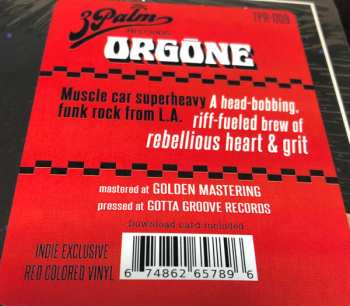 3 Palm
RECORDS
TPR-009
ORGŌNE
Muscle car superheavy
funk rock from L.A.
A head-bobbing,
riff-fueled brew of
rebellious heart & grit
mastered at GOLDEN MASTERING
pressed at GOTTA GROOVE RECORDS
Download card included
INDIE EXCLUSIVE
RED COLORED VINYL
6 74862 65789 6